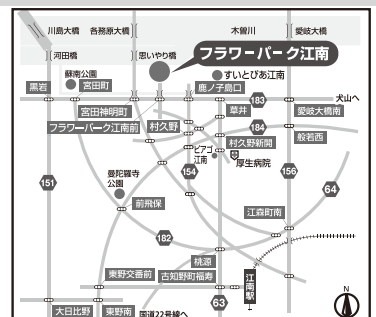 川島大橋
各務原大橋
木曽川
愛岐大橋
河田橋
思いやり橋
フラワーパーク江南
蘇南公園
すいとぴあ江南
黒岩
宮田町
鹿ノ子島口
183
犬山へ
宮田神明町
草井
愛岐大橋南
フラワーパーク江南前
村久野
184
般若西
ピアゴ
江南
村久野新開
厚生病院
151
曼陀羅寺
公園
154
156
64
前飛保
江森町南
182
桃源
東野交番前
古知野町福寿
江南駅
N
63
大日比野
東野南
国道22号線へ